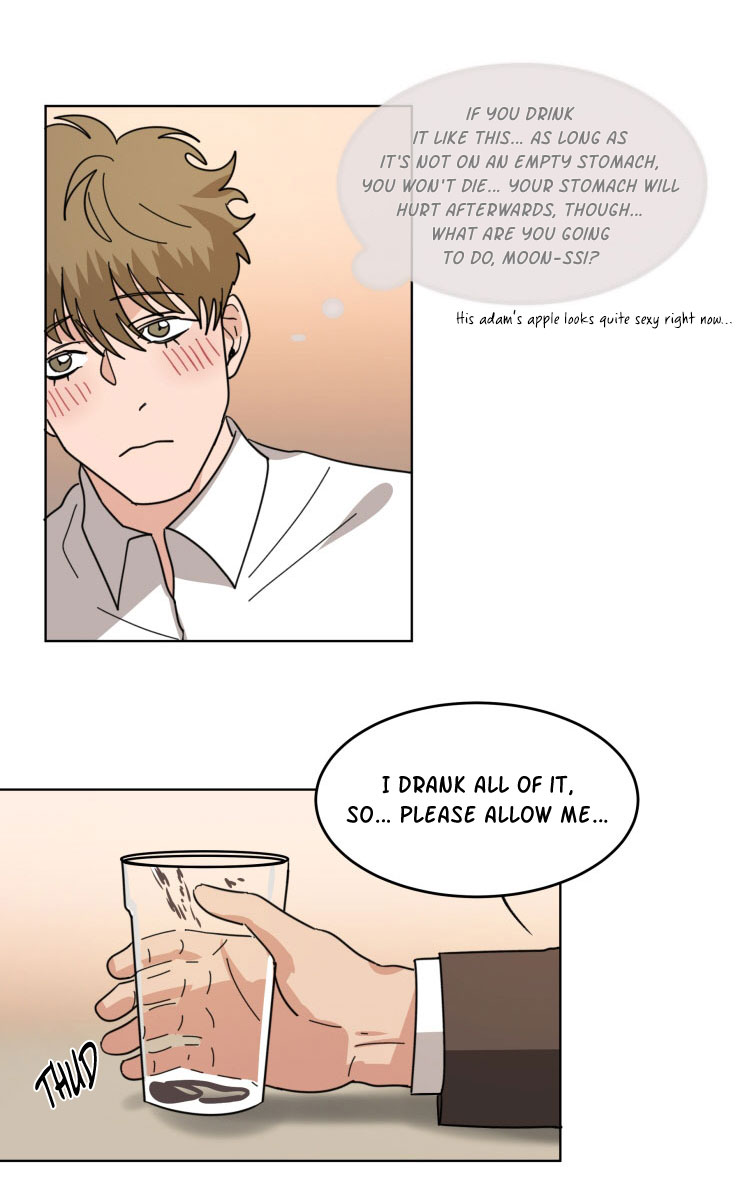 IF YOU DRINK
IT LIKE THIS... AS LONG AS
IT'S NOT ON AN EMPTY STOMACH,
YOU WON'T DIE... YOUR STOMACH WILL
HURT AFTERWARDS, THOUGH...
WHAT ARE YOU GOING
TO DO, MOON-SSI?
His adam's apple looks quite sexy right now...
I DRANK ALL OF IT,
SO... PLEASE ALLOW ME...
THUD